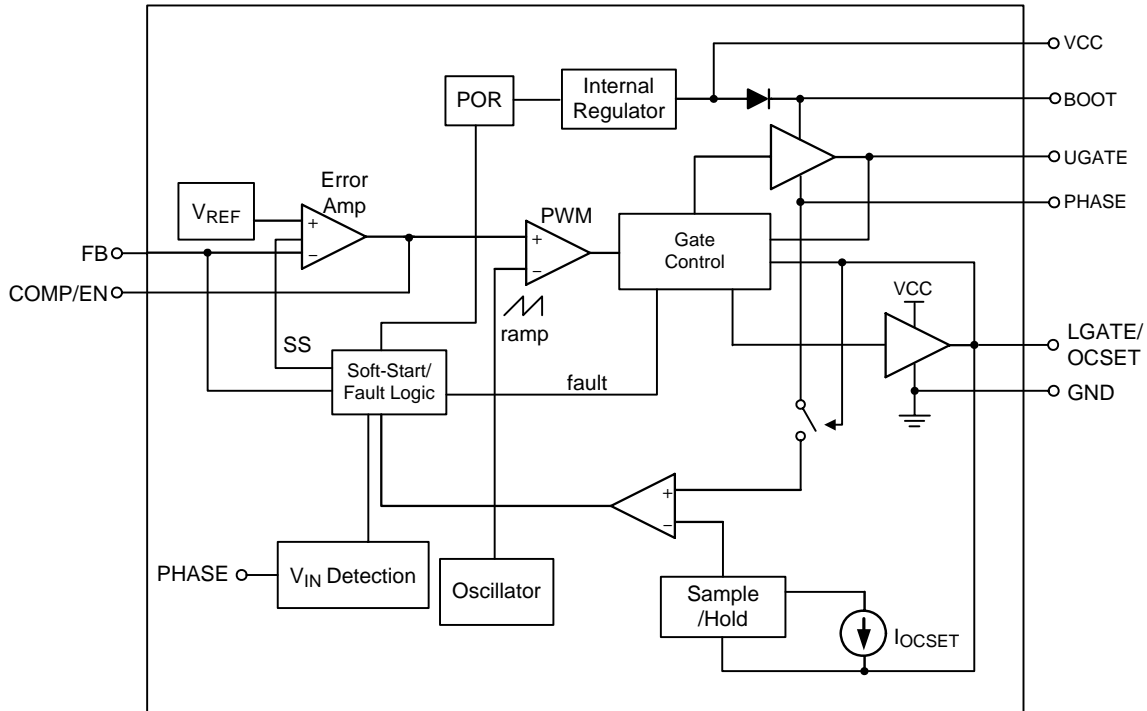 VCC
BOOT
UGATE
PHASE
POR
Internal
Regulator
Error
Amp
VREF
+
−
PWM
+
−
Gate
Control
FB
COMP/EN
ramp
VCC
LGATE/
OCSET
GND
SS
Soft-Start/
Fault Logic
fault
+
−
PHASE
VIN Detection
Oscillator
Sample
/Hold
IOCSET